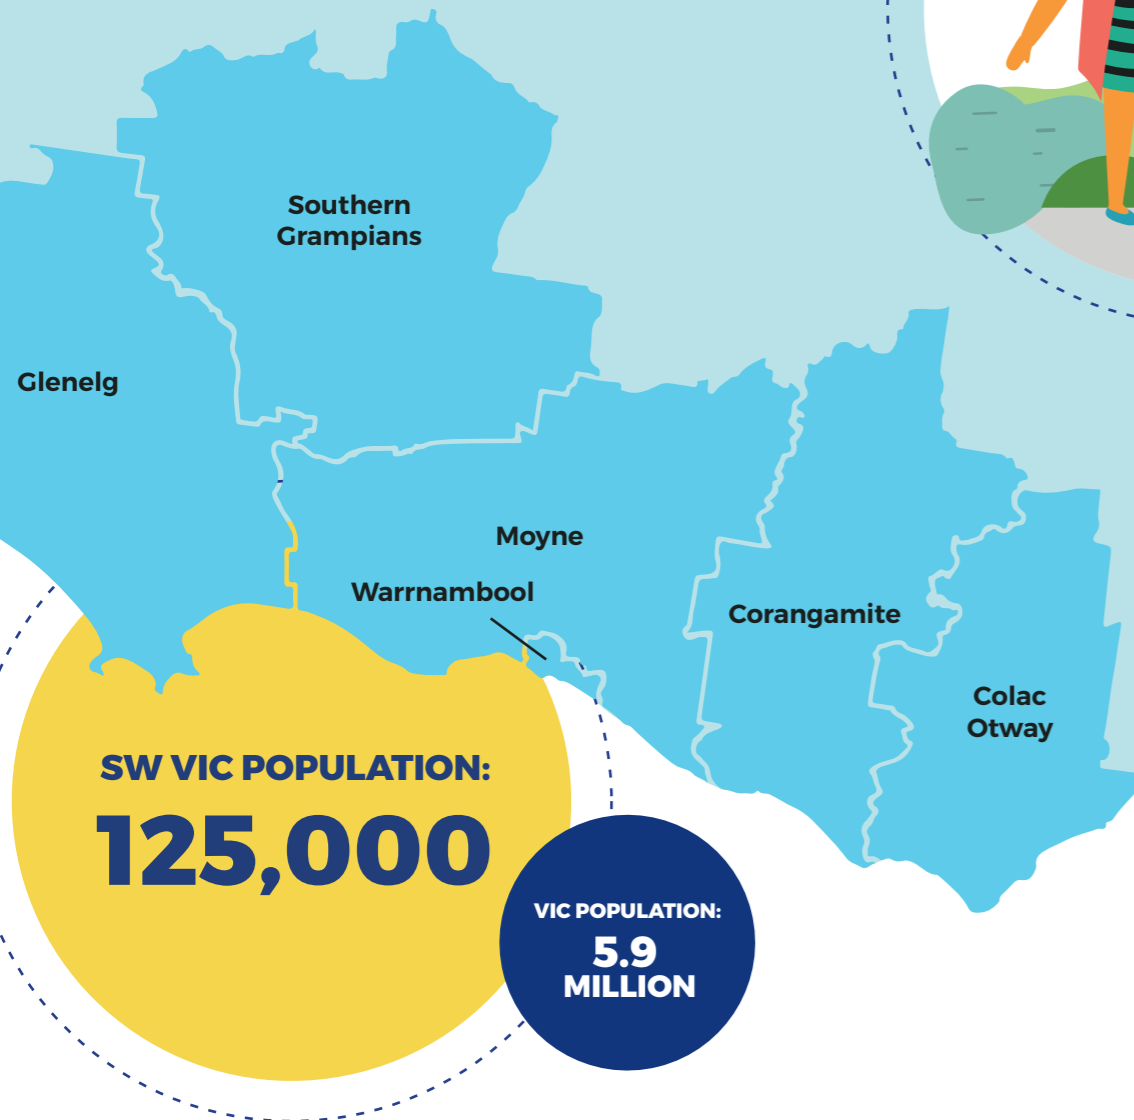 Southern
Grampians
Glenelg
Moyne
Warrnambool
Corangamite
Colac
Otway
SW VIC POPULATION:
125,000
VIC POPULATION:
5.9
MILLION